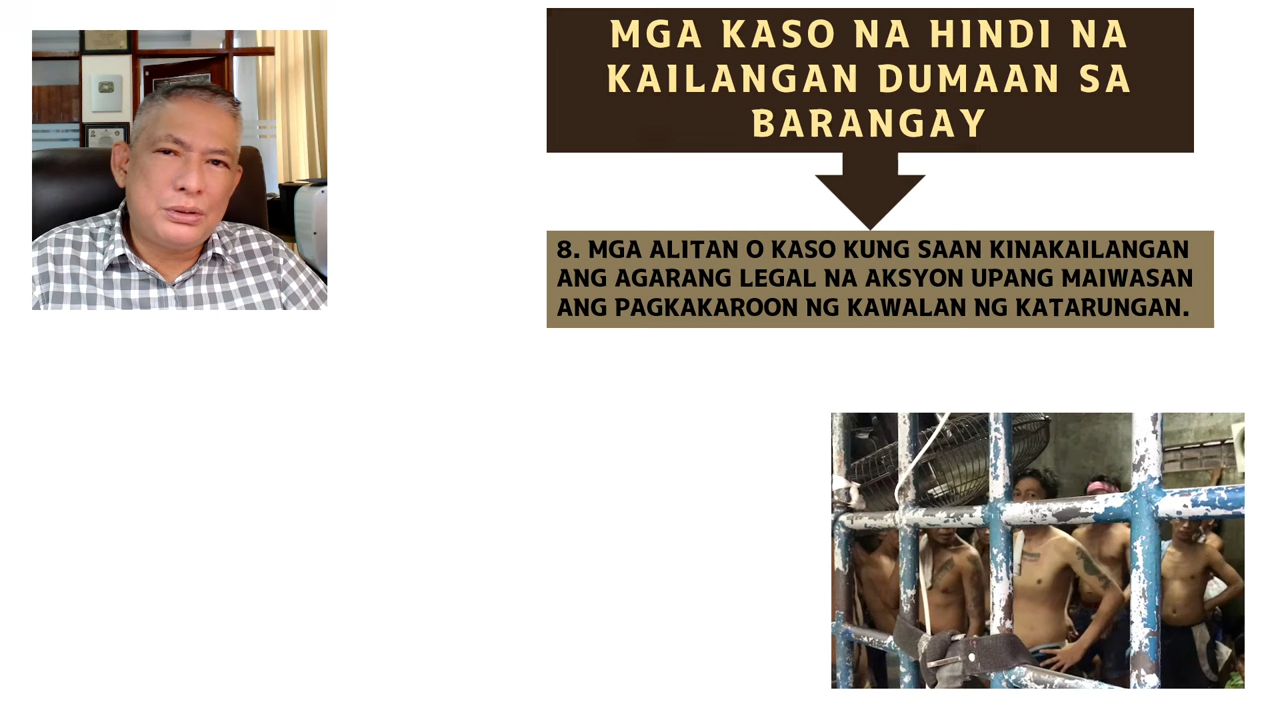 MGA KASO NA HINDI NA
KAILANGAN DUMAAN SA
BARANGAY
8. MGA ALITAN O KASO KUNG SAAN KINAKAILANGAN
ANG AGARANG LEGAL NA AKSYON UPANG MAIWASAN
ANG PAGKAKAROON NG KAWALAN NG KATARUNGAN.